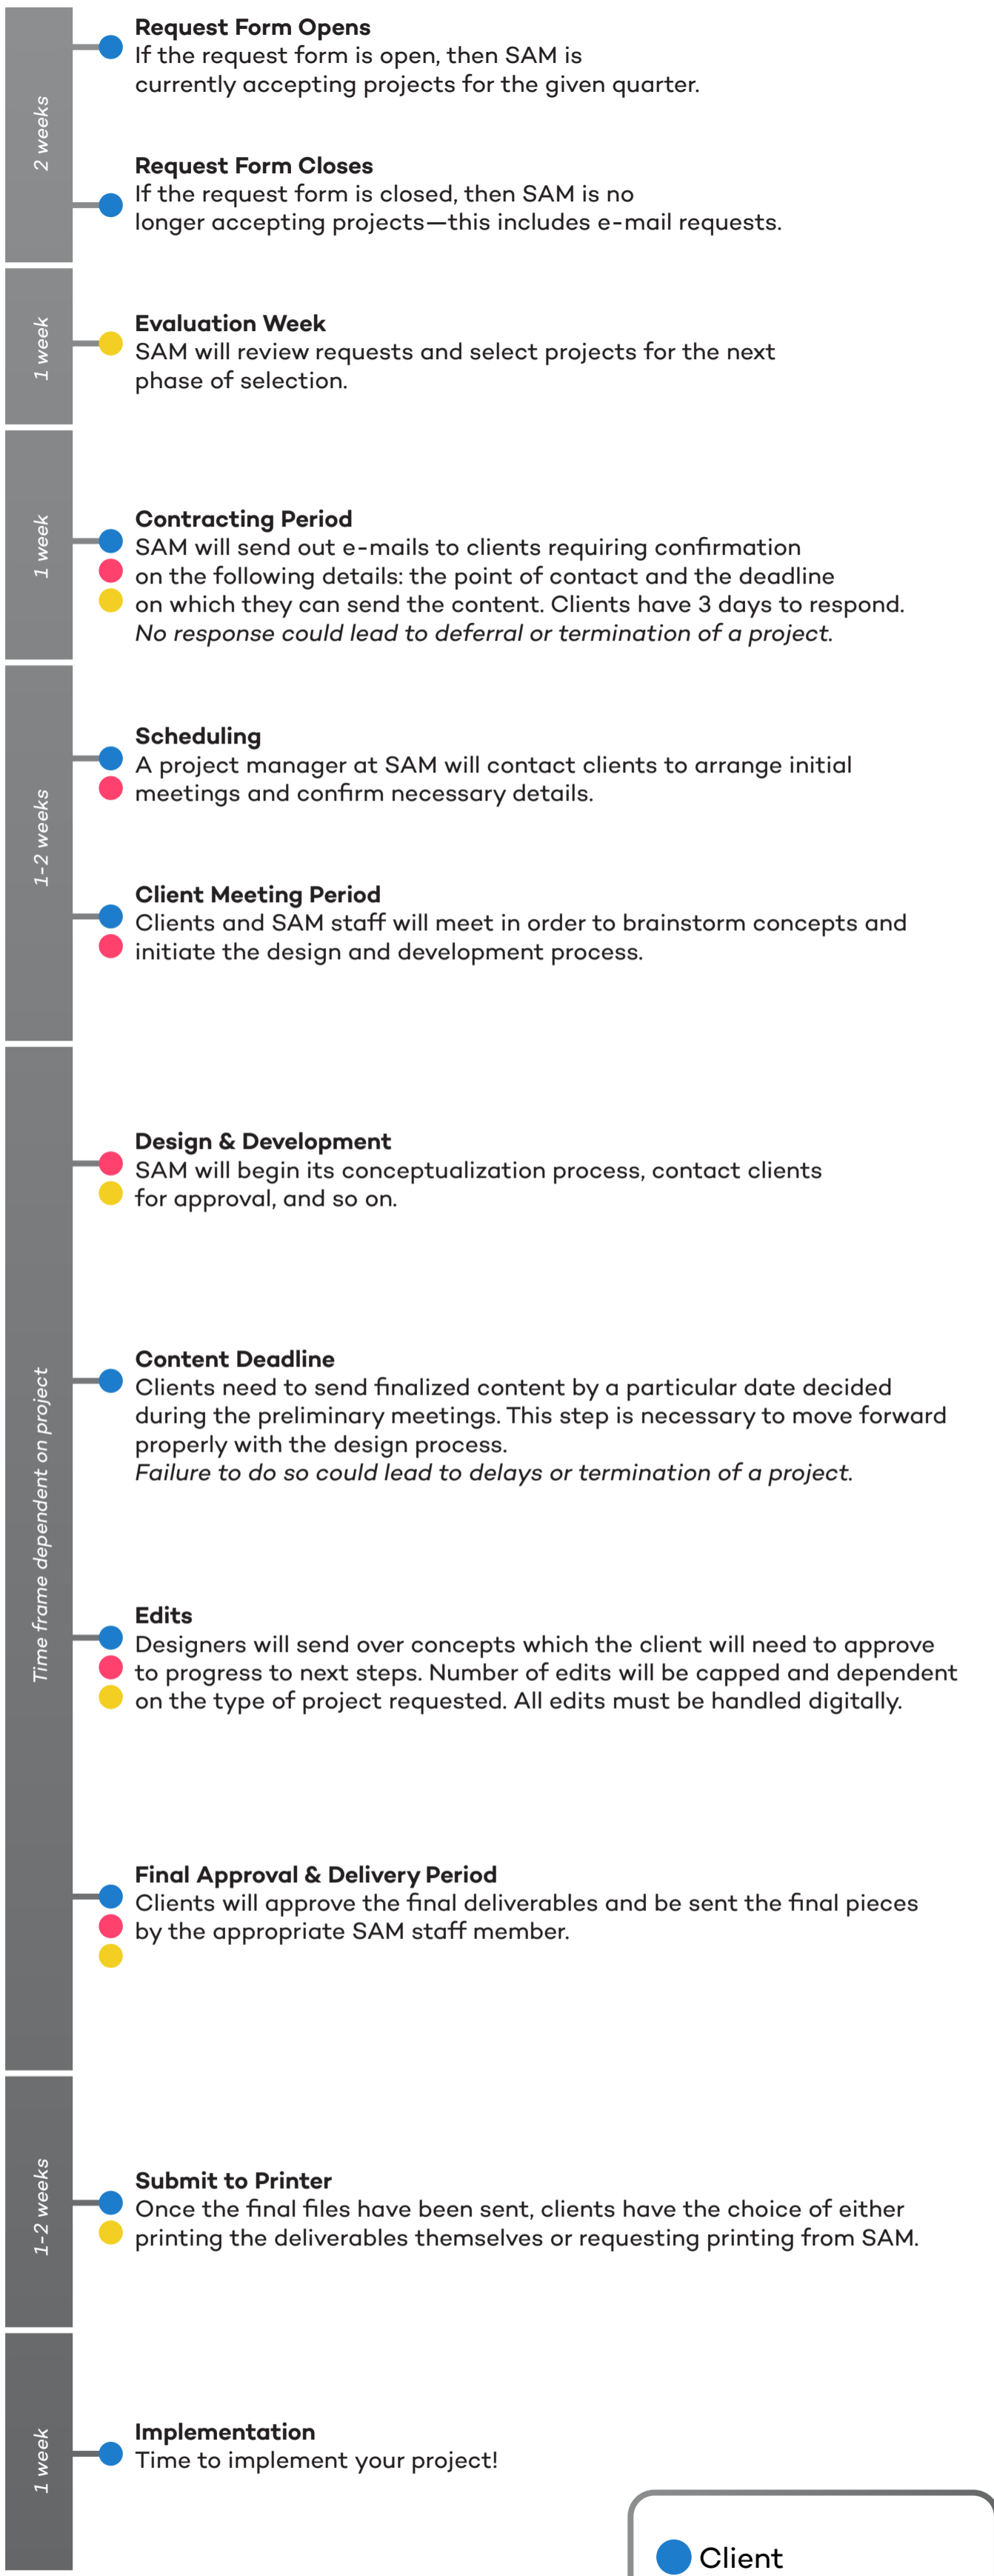 2 weeks
Request Form Opens
If the request form is open, then SAM is
currently accepting projects for the given quarter.
Request Form Closes
If the request form is closed, then SAM is no
longer accepting projects—this includes e-mail requests.
1 week
Evaluation Week
SAM will review requests and select projects for the next
phase of selection.
1 week
Contracting Period
SAM will send out e-mails to clients requiring confirmation
on the following details: the point of contact and the deadline
on which they can send the content. Clients have 3 days to respond.
No response could lead to deferral or termination of a project.
1-2 weeks
Scheduling
A project manager at SAM will contact clients to arrange initial
meetings and confirm necessary details.
Client Meeting Period
Clients and SAM staff will meet in order to brainstorm concepts and
initiate the design and development process.
Time frame dependent on project
Design & Development
SAM will begin its conceptualization process, contact clients
for approval, and so on.
Content Deadline
Clients need to send finalized content by a particular date decided
during the preliminary meetings. This step is necessary to move forward
properly with the design process.
Failure to do so could lead to delays or termination of a project.
Edits
Designers will send over concepts which the client will need to approve
to progress to next steps. Number of edits will be capped and dependent
on the type of project requested. All edits must be handled digitally.
Final Approval & Delivery Period
Clients will approve the final deliverables and be sent the final pieces
by the appropriate SAM staff member.
1-2 weeks
Submit to Printer
Once the final files have been sent, clients have the choice of either
printing the deliverables themselves or requesting printing from SAM.
1 week
Implementation
Time to implement your project!
Client